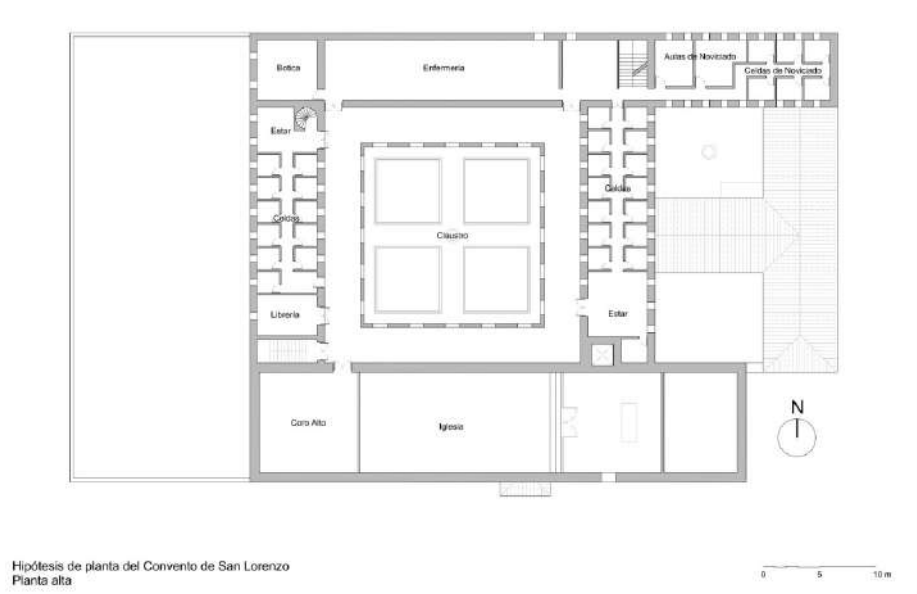 Botica
Enfermeria
Aulas de Noviciado
Celdas de Noviciado
Estar
Celdas
Celdas
Claustro
Librería
Estar
Coro Alto
Iglesia
N
Hipótesis de planta del Convento de San Lorenzo
Planta alta
0 5 10 m